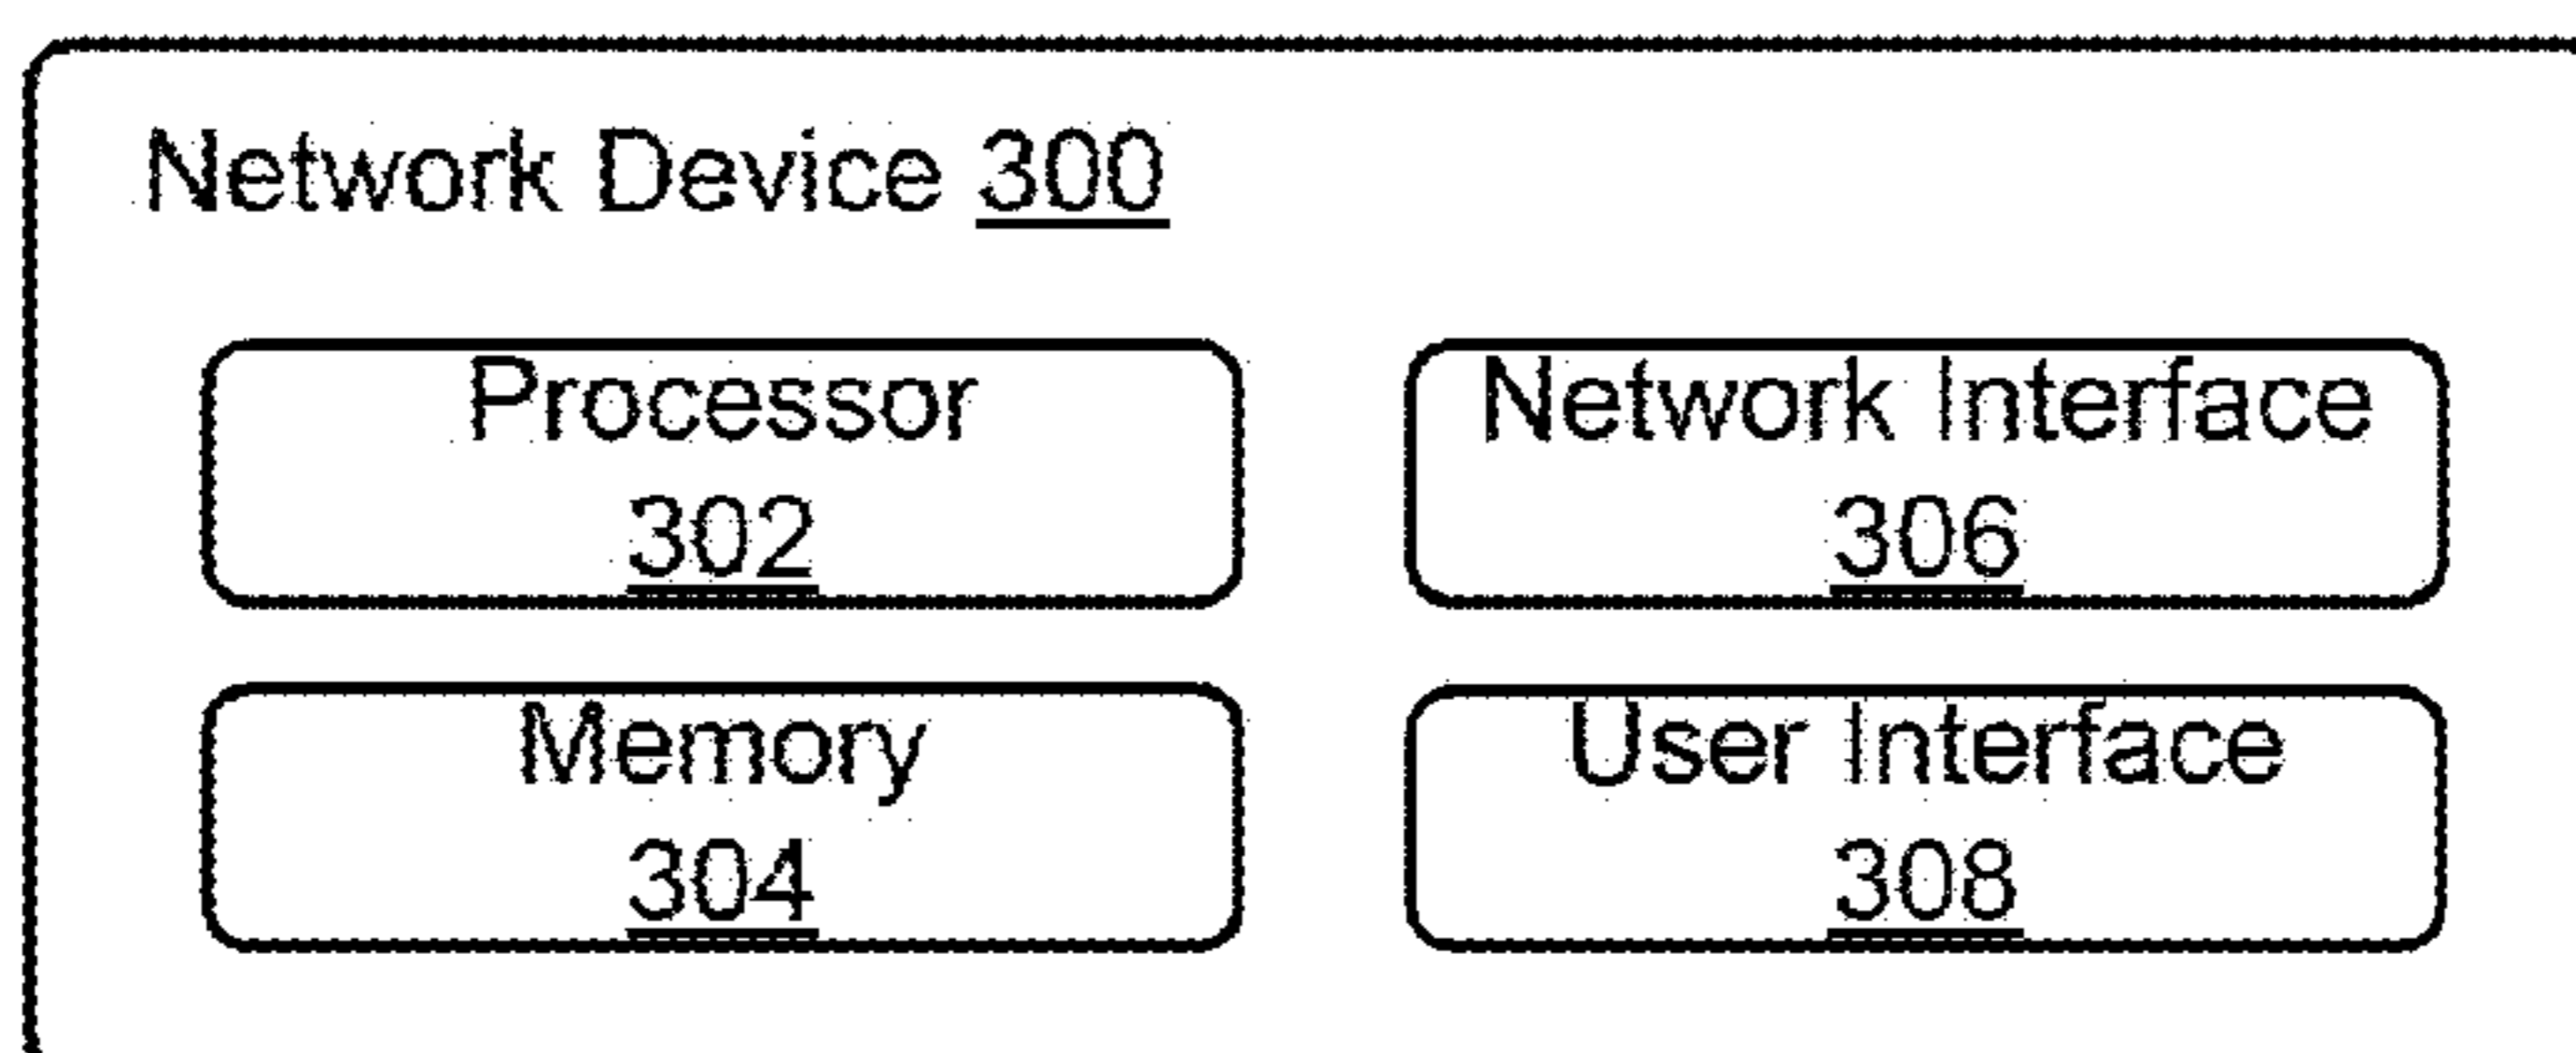 Network Device 300
Processor
302
Network Interface
306
Memory
304
User Interface
308